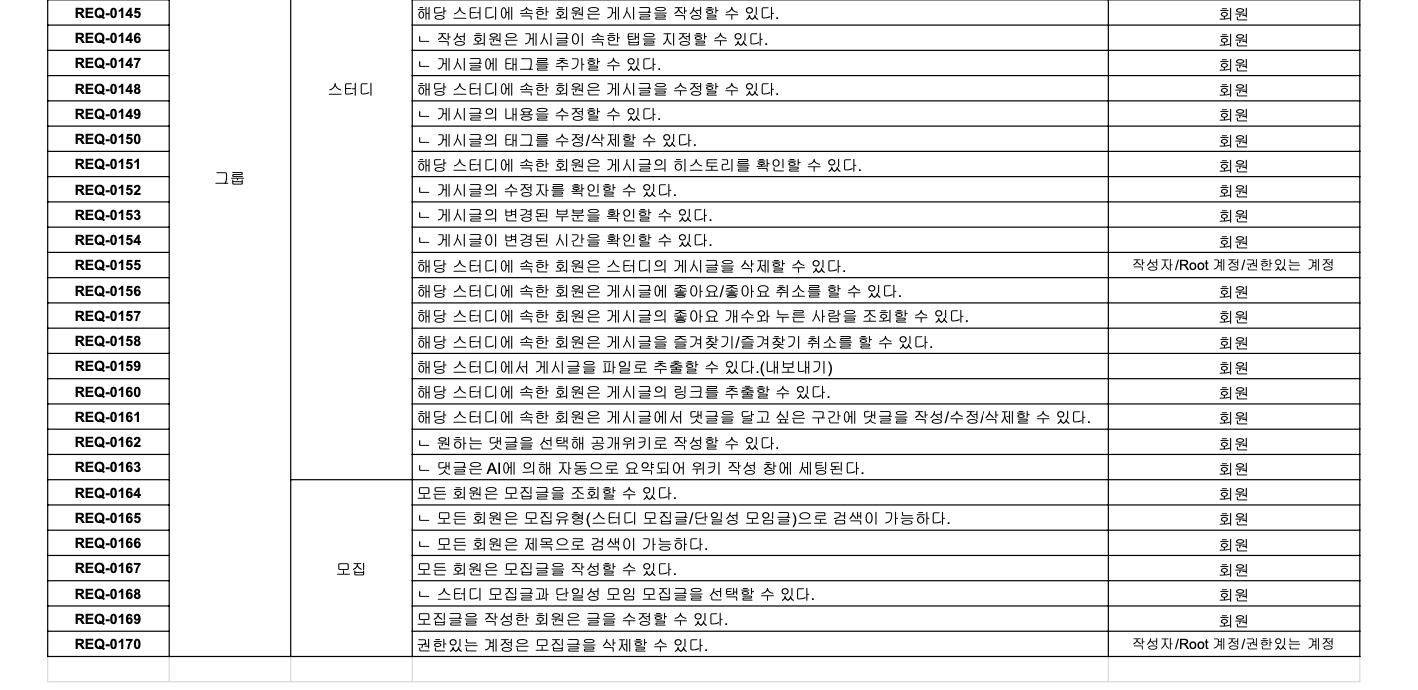 REQ-0145 해당 스터디에 속한 회원은 게시글을 작성할 수 있다. 회원
REQ-0146 ㄴ 작성 회원은 게시글이 속한 탭을 지정할 수 있다. 회원
REQ-0147 ㄴ 게시글에 태그를 추가할 수 있다. 회원
REQ-0148 스터디 해당 스터디에 속한 회원은 게시글을 수정할 수 있다. 회원
REQ-0149 ㄴ 게시글의 내용을 수정할 수 있다. 회원
REQ-0150 ㄴ 게시글의 태그를 수정/삭제할 수 있다. 회원
REQ-0151 해당 스터디에 속한 회원은 게시글의 히스토리를 확인할 수 있다. 회원
그룹
REQ-0152 ㄴ 게시글의 수정자를 확인할 수 있다. 회원
REQ-0153 ㄴ 게시글의 변경된 부분을 확인할 수 있다. 회원
REQ-0154 ㄴ 게시글이 변경된 시간을 확인할 수 있다. 회원
REQ-0155 해당 스터디에 속한 회원은 스터디의 게시글을 삭제할 수 있다. 작성자/Root 계정/권한있는 계정
REQ-0156 해당 스터디에 속한 회원은 게시글에 좋아요/좋아요 취소를 할 수 있다. 회원
REQ-0157 해당 스터디에 속한 회원은 게시글의 좋아요 개수와 누른 사람을 조회할 수 있다. 회원
REQ-0158 해당 스터디에 속한 회원은 게시글을 즐겨찾기/즐겨찾기 취소를 할 수 있다. 회원
REQ-0159 해당 스터디에서 게시글을 파일로 추출할 수 있다.(내보내기) 회원
REQ-0160 해당 스터디에 속한 회원은 게시글의 링크를 추출할 수 있다. 회원
REQ-0161 해당 스터디에 속한 회원은 게시글에서 댓글을 달고 싶은 구간에 댓글을 작성/수정/삭제할 수 있다. 회원
REQ-0162 ㄴ 원하는 댓글을 선택해 공개위키로 작성할 수 있다. 회원
REQ-0163 ㄴ 댓글은 AI에 의해 자동으로 요약되어 위키 작성 창에 세팅된다. 회원
REQ-0164 모든 회원은 모집글을 조회할 수 있다. 회원
REQ-0165 ㄴ 모든 회원은 모집유형(스터디 모집글/단일성 모임글)으로 검색이 가능하다. 회원
REQ-0166 ㄴ 모든 회원은 제목으로 검색이 가능하다. 회원
REQ-0167 모집 모든 회원은 모집글을 작성할 수 있다. 회원
REQ-0168 ㄴ 스터디 모집글과 단일성 모임 모집글을 선택할 수 있다. 회원
REQ-0169 모집글을 작성한 회원은 글을 수정할 수 있다. 회원
REQ-0170 권한있는 계정은 모집글을 삭제할 수 있다. 작성자/Root 계정/권한있는 계정